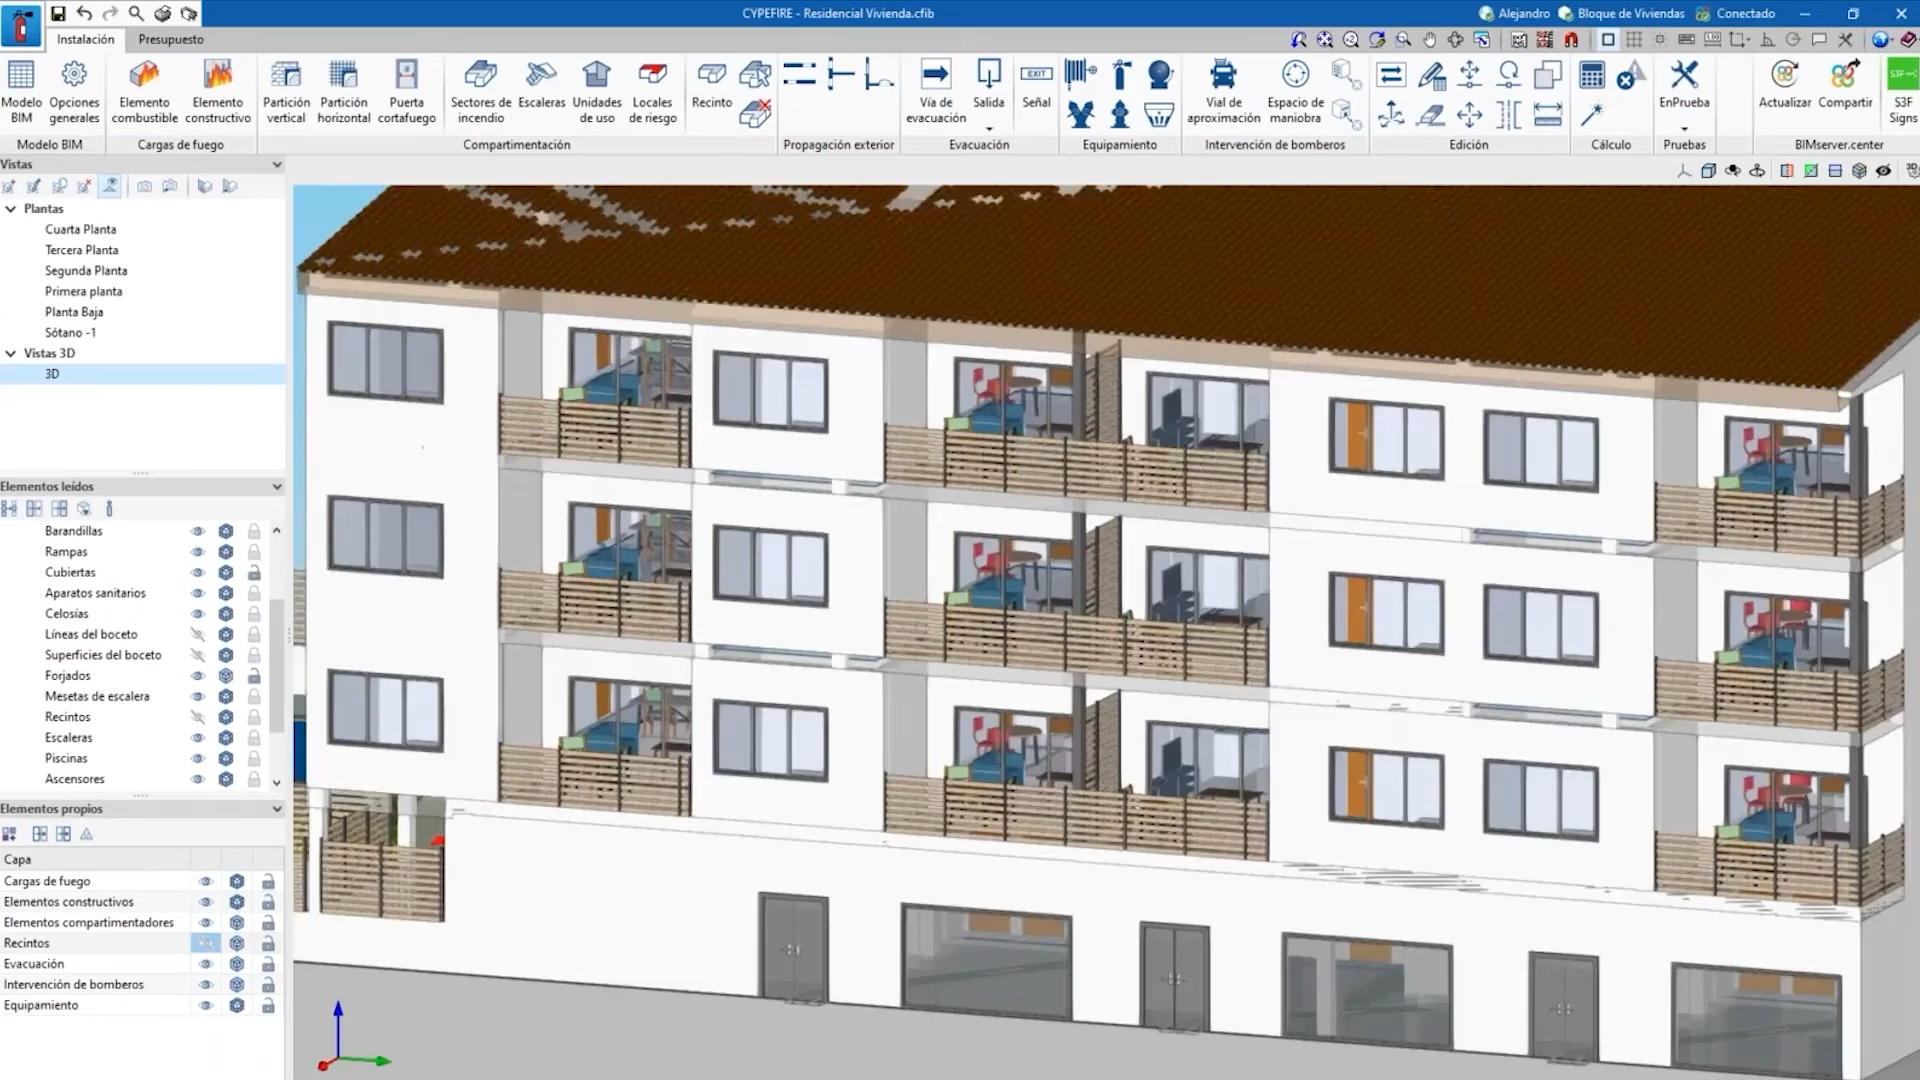 CYPEFIRE - Residencial Vivienda.cfib
Alejandro
Bloque de Viviendas
Conectado
Instalación
Presupuesto
Modelo BIM
Opciones generales
Elemento combustible
Elemento constructivo
Partición vertical
Partición horizontal
Puerta cortafuego
Sectores de incendio
Escaleras
Unidades de uso
Locales de riesgo
Recinto
Vía de evacuación
Salida
EXIT
Señal
Vial de aproximación
Espacio de maniobra
EnPrueba
Actualizar
Compartir
S3F
S3F Signs
Modelo BIM
Cargas de fuego
Compartimentación
Propagación exterior
Evacuación
Equipamiento
Intervención de bomberos
Edición
Cálculo
Pruebas
BIMserver.center
Vistas
Plantas
Cuarta Planta
Tercera Planta
Segunda Planta
Primera planta
Planta Baja
Sótano -1
Vistas 3D
3D
Elementos leídos
Barandillas
Rampas
Cubiertas
Aparatos sanitarios
Celosías
Líneas del boceto
Superficies del boceto
Forjados
Mesetas de escalera
Recintos
Escaleras
Piscinas
Ascensores
Elementos propios
Capa
Cargas de fuego
Elementos constructivos
Elementos compartimentadores
Recintos
Evacuación
Intervención de bomberos
Equipamiento